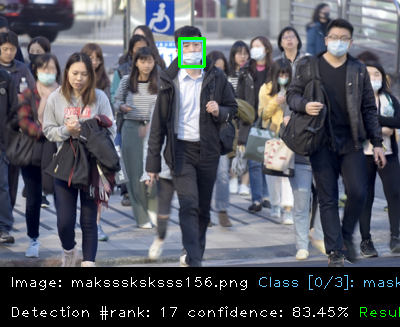 Image: maksssksksss156.png Class [0/3]: mask
Detection #rank: 17 confidence: 83.45% Resul